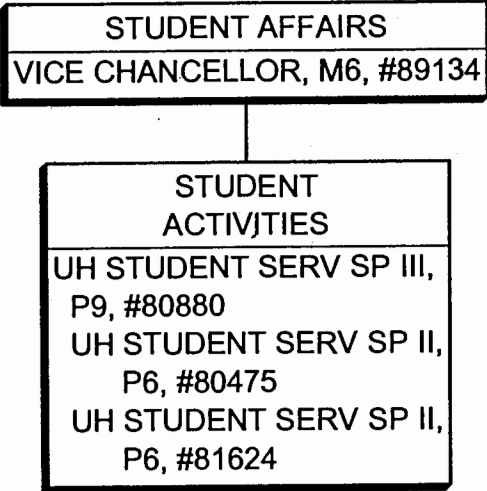 STUDENT AFFAIRS
VICE CHANCELLOR, M6, #89134
STUDENT
ACTIVITIES
UH STUDENT SERV SP III,
P9, #80880
UH STUDENT SERV SP II,
P6, #80475
UH STUDENT SERV SP II,
P6, #81624